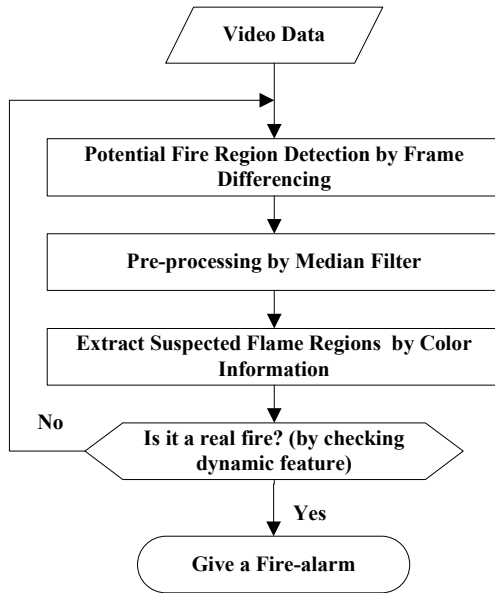 Video Data
Potential Fire Region Detection by Frame
Differencing
Pre-processing by Median Filter
Extract Suspected Flame Regions by Color
Information
No
Is it a real fire? (by checking
dynamic feature)
Yes
Give a Fire-alarm